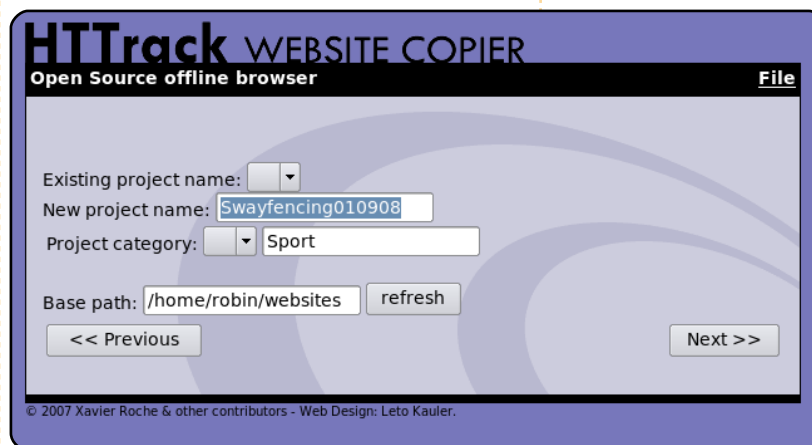 HTTrack WEBSITE COPIER
Open Source offline browser File
Existing project name:
New project name: Swayfencing010908
Project category: Sport
Base path: /home/robin/websites refresh
<< Previous Next >>
© 2007 Xavier Roche & other contributors - Web Design: Leto Kauler.